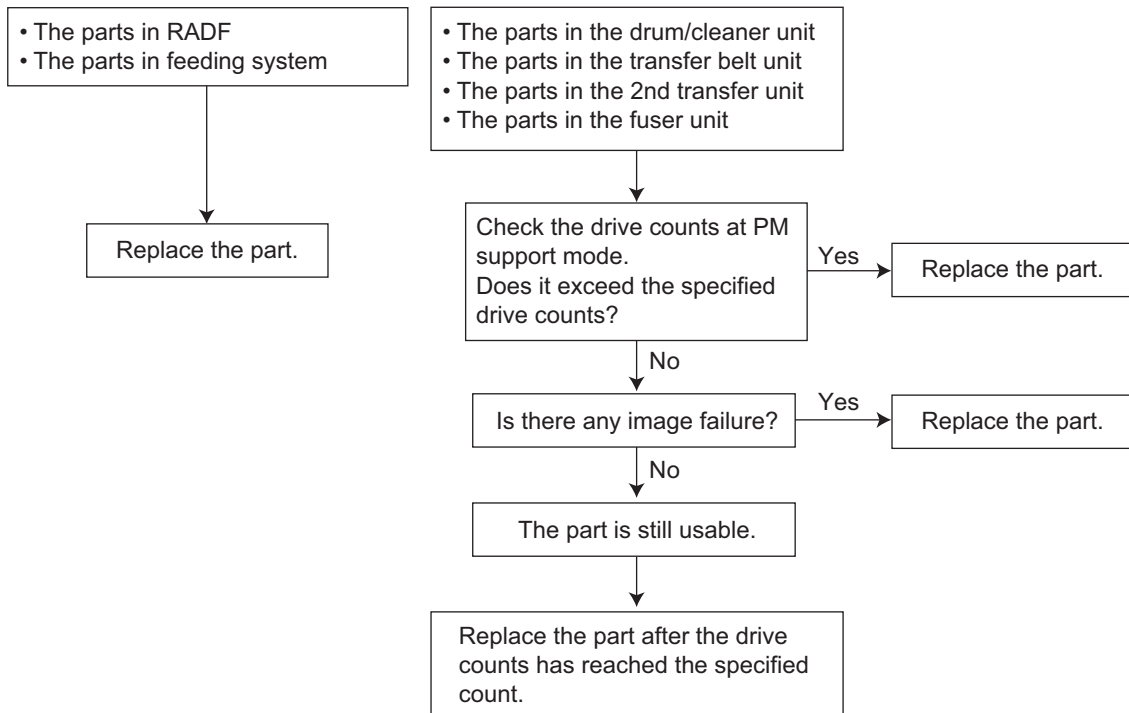 • The parts in RADF
• The parts in feeding system
Replace the part.
• The parts in the drum/cleaner unit
• The parts in the transfer belt unit
• The parts in the 2nd transfer unit
• The parts in the fuser unit
Check the drive counts at PM
support mode.
Does it exceed the specified
drive counts?
Yes
Replace the part.
No
Is there any image failure?
Yes
Replace the part.
No
The part is still usable.
Replace the part after the drive
counts has reached the specified
count.